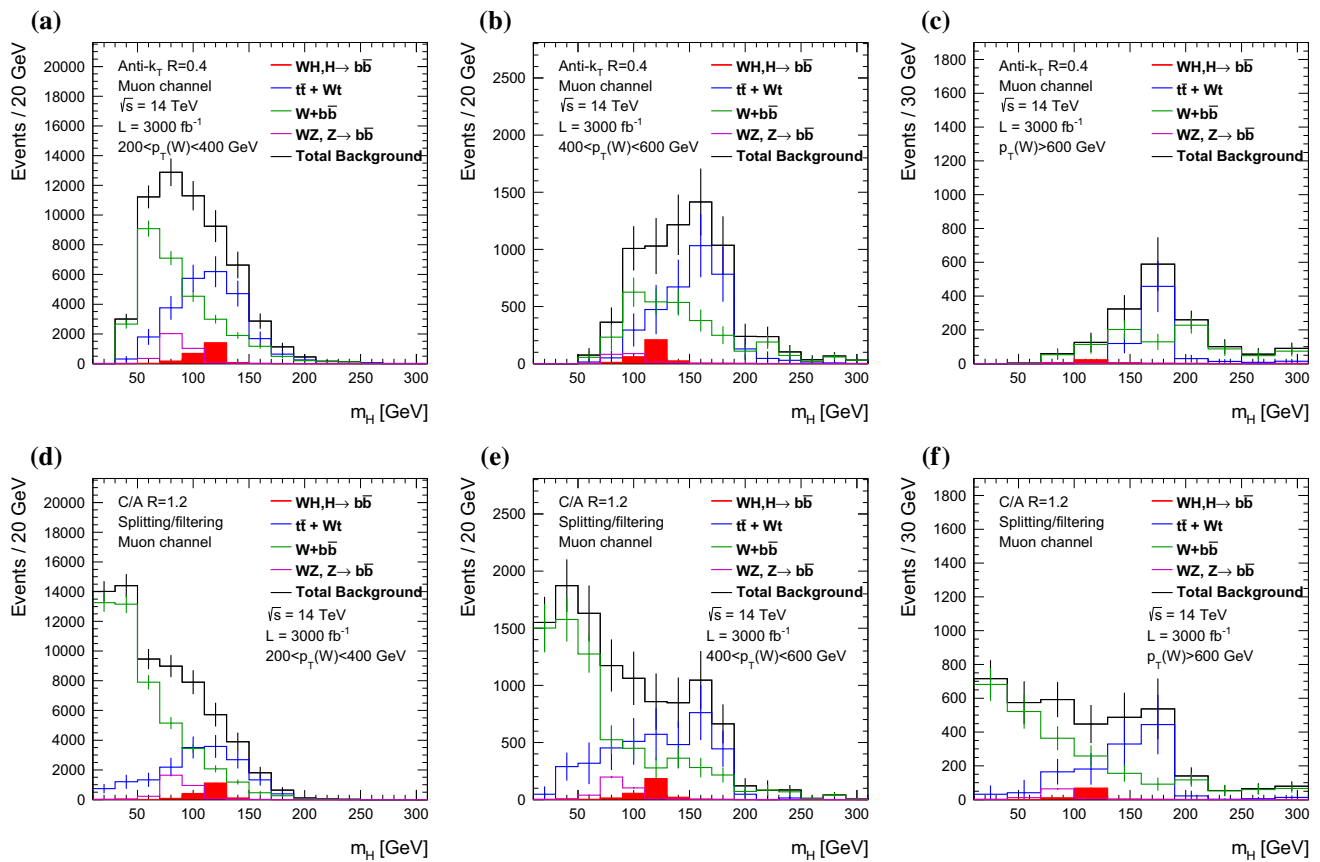 (a)
Events / 20 GeV
20000
18000
16000
14000
12000
10000
8000
6000
4000
2000
0
Anti-k_T R=0.4
Muon channel
√s = 14 TeV
L = 3000 fb⁻¹
200<p_T(W)<400 GeV
WH,H→ bb̄
tt̄ + Wt
W+bb̄
WZ, Z→ bb̄
Total Background
50 100 150 200 250 300
m_H [GeV]
(b)
Events / 20 GeV
2500
2000
1500
1000
500
0
Anti-k_T R=0.4
Muon channel
√s = 14 TeV
L = 3000 fb⁻¹
400<p_T(W)<600 GeV
WH,H→ bb̄
tt̄ + Wt
W+bb̄
WZ, Z→ bb̄
Total Background
50 100 150 200 250 300
m_H [GeV]
(c)
Events / 30 GeV
1800
1600
1400
1200
1000
800
600
400
200
0
Anti-k_T R=0.4
Muon channel
√s = 14 TeV
L = 3000 fb⁻¹
p_T(W)>600 GeV
WH,H→ bb̄
tt̄ + Wt
W+bb̄
WZ, Z→ bb̄
Total Background
50 100 150 200 250 300
m_H [GeV]
(d)
Events / 20 GeV
20000
18000
16000
14000
12000
10000
8000
6000
4000
2000
0
C/A R=1.2
Splitting/filtering
Muon channel
WH,H→ bb̄
tt̄ + Wt
W+bb̄
WZ, Z→ bb̄
Total Background
√s = 14 TeV
L = 3000 fb⁻¹
200<p_T(W)<400 GeV
50 100 150 200 250 300
m_H [GeV]
(e)
Events / 20 GeV
2500
2000
1500
1000
500
0
C/A R=1.2
Splitting/filtering
Muon channel
WH,H→ bb̄
tt̄ + Wt
W+bb̄
WZ, Z→ bb̄
Total Background
√s = 14 TeV
L = 3000 fb⁻¹
400<p_T(W)<600 GeV
50 100 150 200 250 300
m_H [GeV]
(f)
Events / 30 GeV
1800
1600
1400
1200
1000
800
600
400
200
0
C/A R=1.2
Splitting/filtering
Muon channel
WH,H→ bb̄
tt̄ + Wt
W+bb̄
WZ, Z→ bb̄
Total Background
√s = 14 TeV
L = 3000 fb⁻¹
p_T(W)>600 GeV
50 100 150 200 250 300
m_H [GeV]